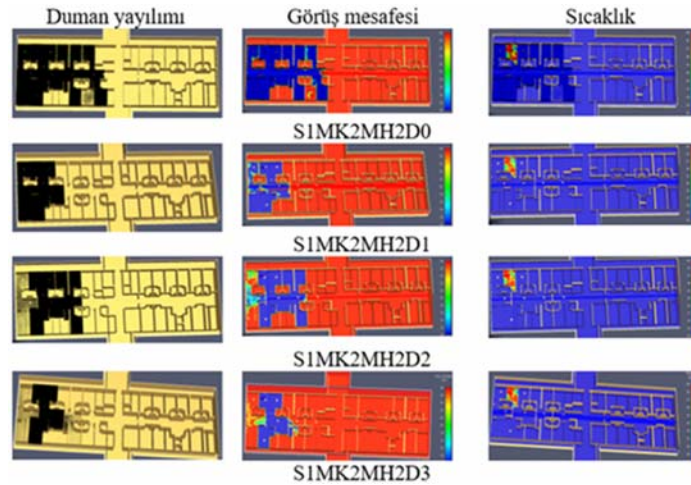 Duman yayılımı Görüş mesafesi Sıcaklık
S1MK2MH2D0
S1MK2MH2D1
S1MK2MH2D2
S1MK2MH2D3